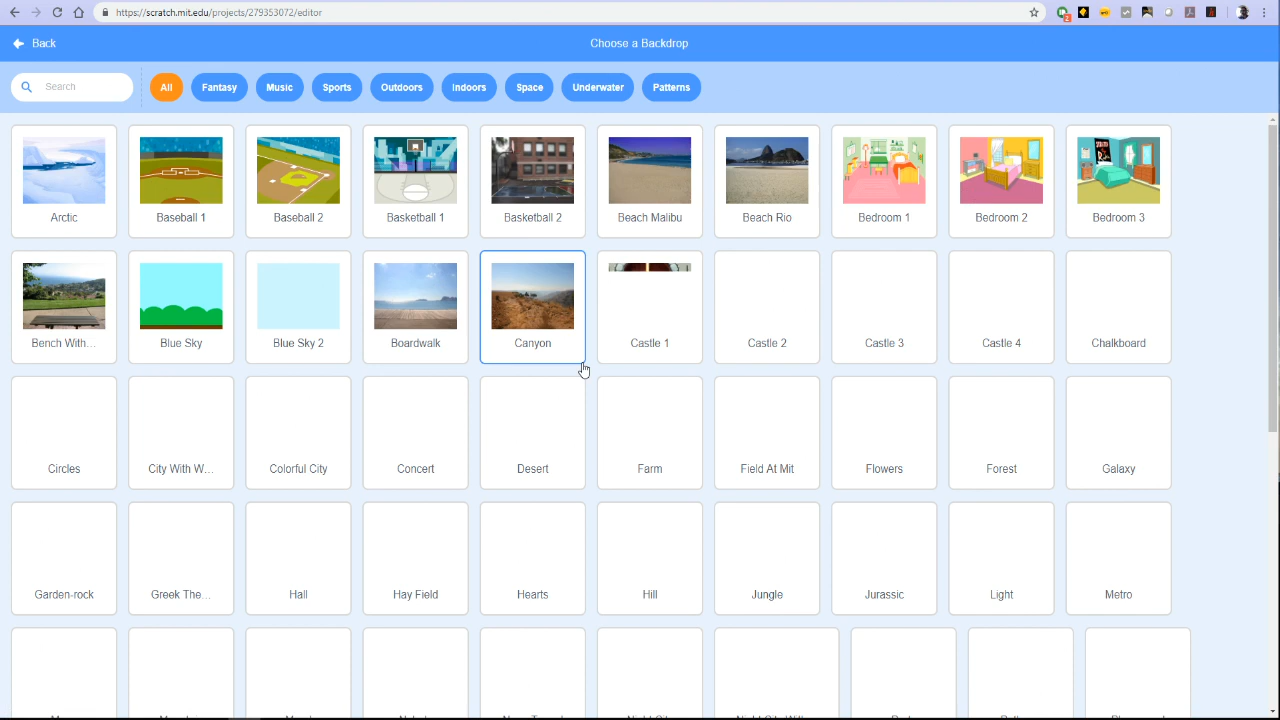 https://scratch.mit.edu/projects/279353072/editor
2
Back
Choose a Backdrop
Search
All
Fantasy
Music
Sports
Outdoors
Indoors
Space
Underwater
Patterns
Arctic
Baseball 1
Baseball 2
Basketball 1
Basketball 2
Beach Malibu
Beach Rio
Bedroom 1
Bedroom 2
Bedroom 3
Bench With...
Blue Sky
Blue Sky 2
Boardwalk
Canyon
Castle 1
Castle 2
Castle 3
Castle 4
Chalkboard
Circles
City With W...
Colorful City
Concert
Desert
Farm
Field At Mit
Flowers
Forest
Galaxy
Garden-rock
Greek The...
Hall
Hay Field
Hearts
Hill
Jungle
Jurassic
Light
Metro